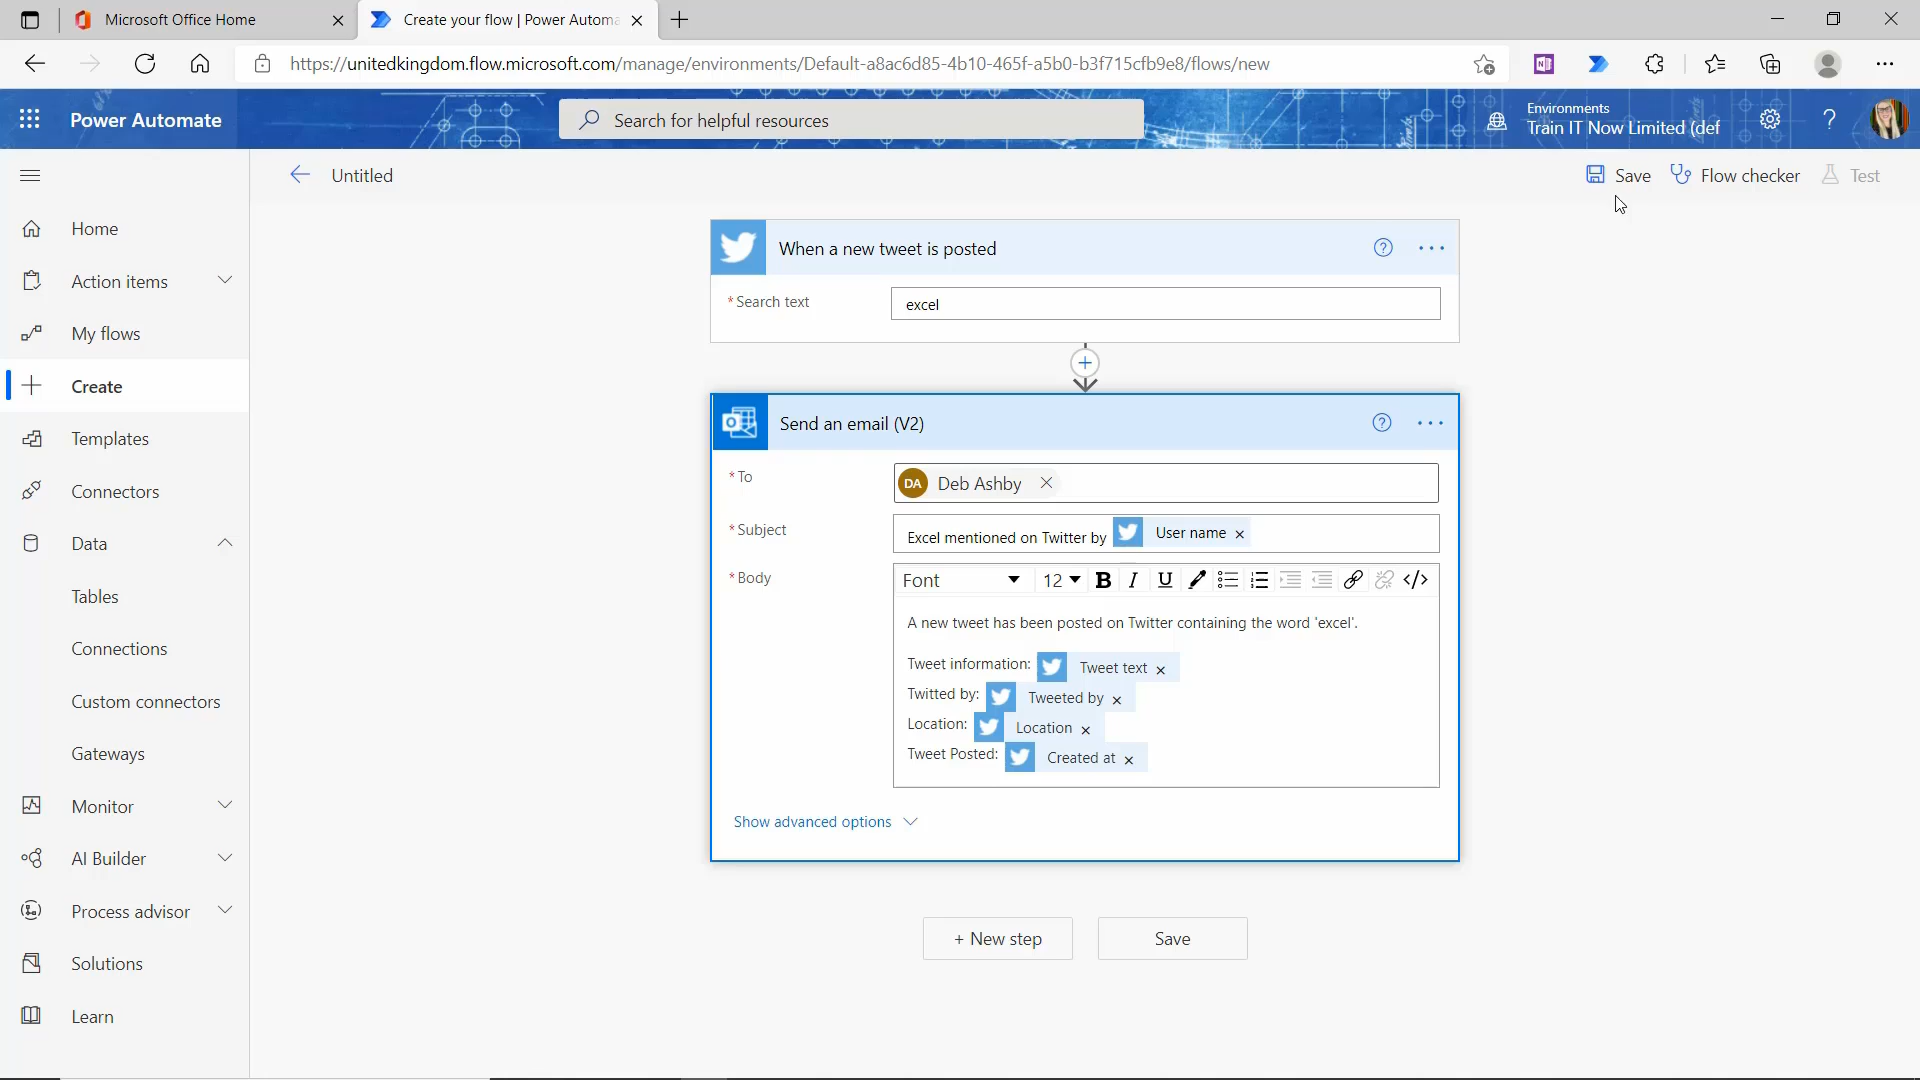 Microsoft Office Home
Create your flow | Power Automa
https://unitedkingdom.flow.microsoft.com/manage/environments/Default-a8ac6d85-4b10-465f-a5b0-b3f715cfb9e8/flows/new
Power Automate
Search for helpful resources
Environments
Train IT Now Limited (def
Untitled
Save
Flow checker
Test
Home
Action items
My flows
Create
Templates
Connectors
Data
Tables
Connections
Custom connectors
Gateways
Monitor
AI Builder
Process advisor
Solutions
Learn
When a new tweet is posted
* Search text
excel
Send an email (V2)
* To
DA Deb Ashby
* Subject
Excel mentioned on Twitter by User name
* Body
Font 12 B I U
A new tweet has been posted on Twitter containing the word 'excel'.
Tweet information: Tweet text
Twitted by: Tweeted by
Location: Location
Tweet Posted: Created at
Show advanced options
+ New step
Save